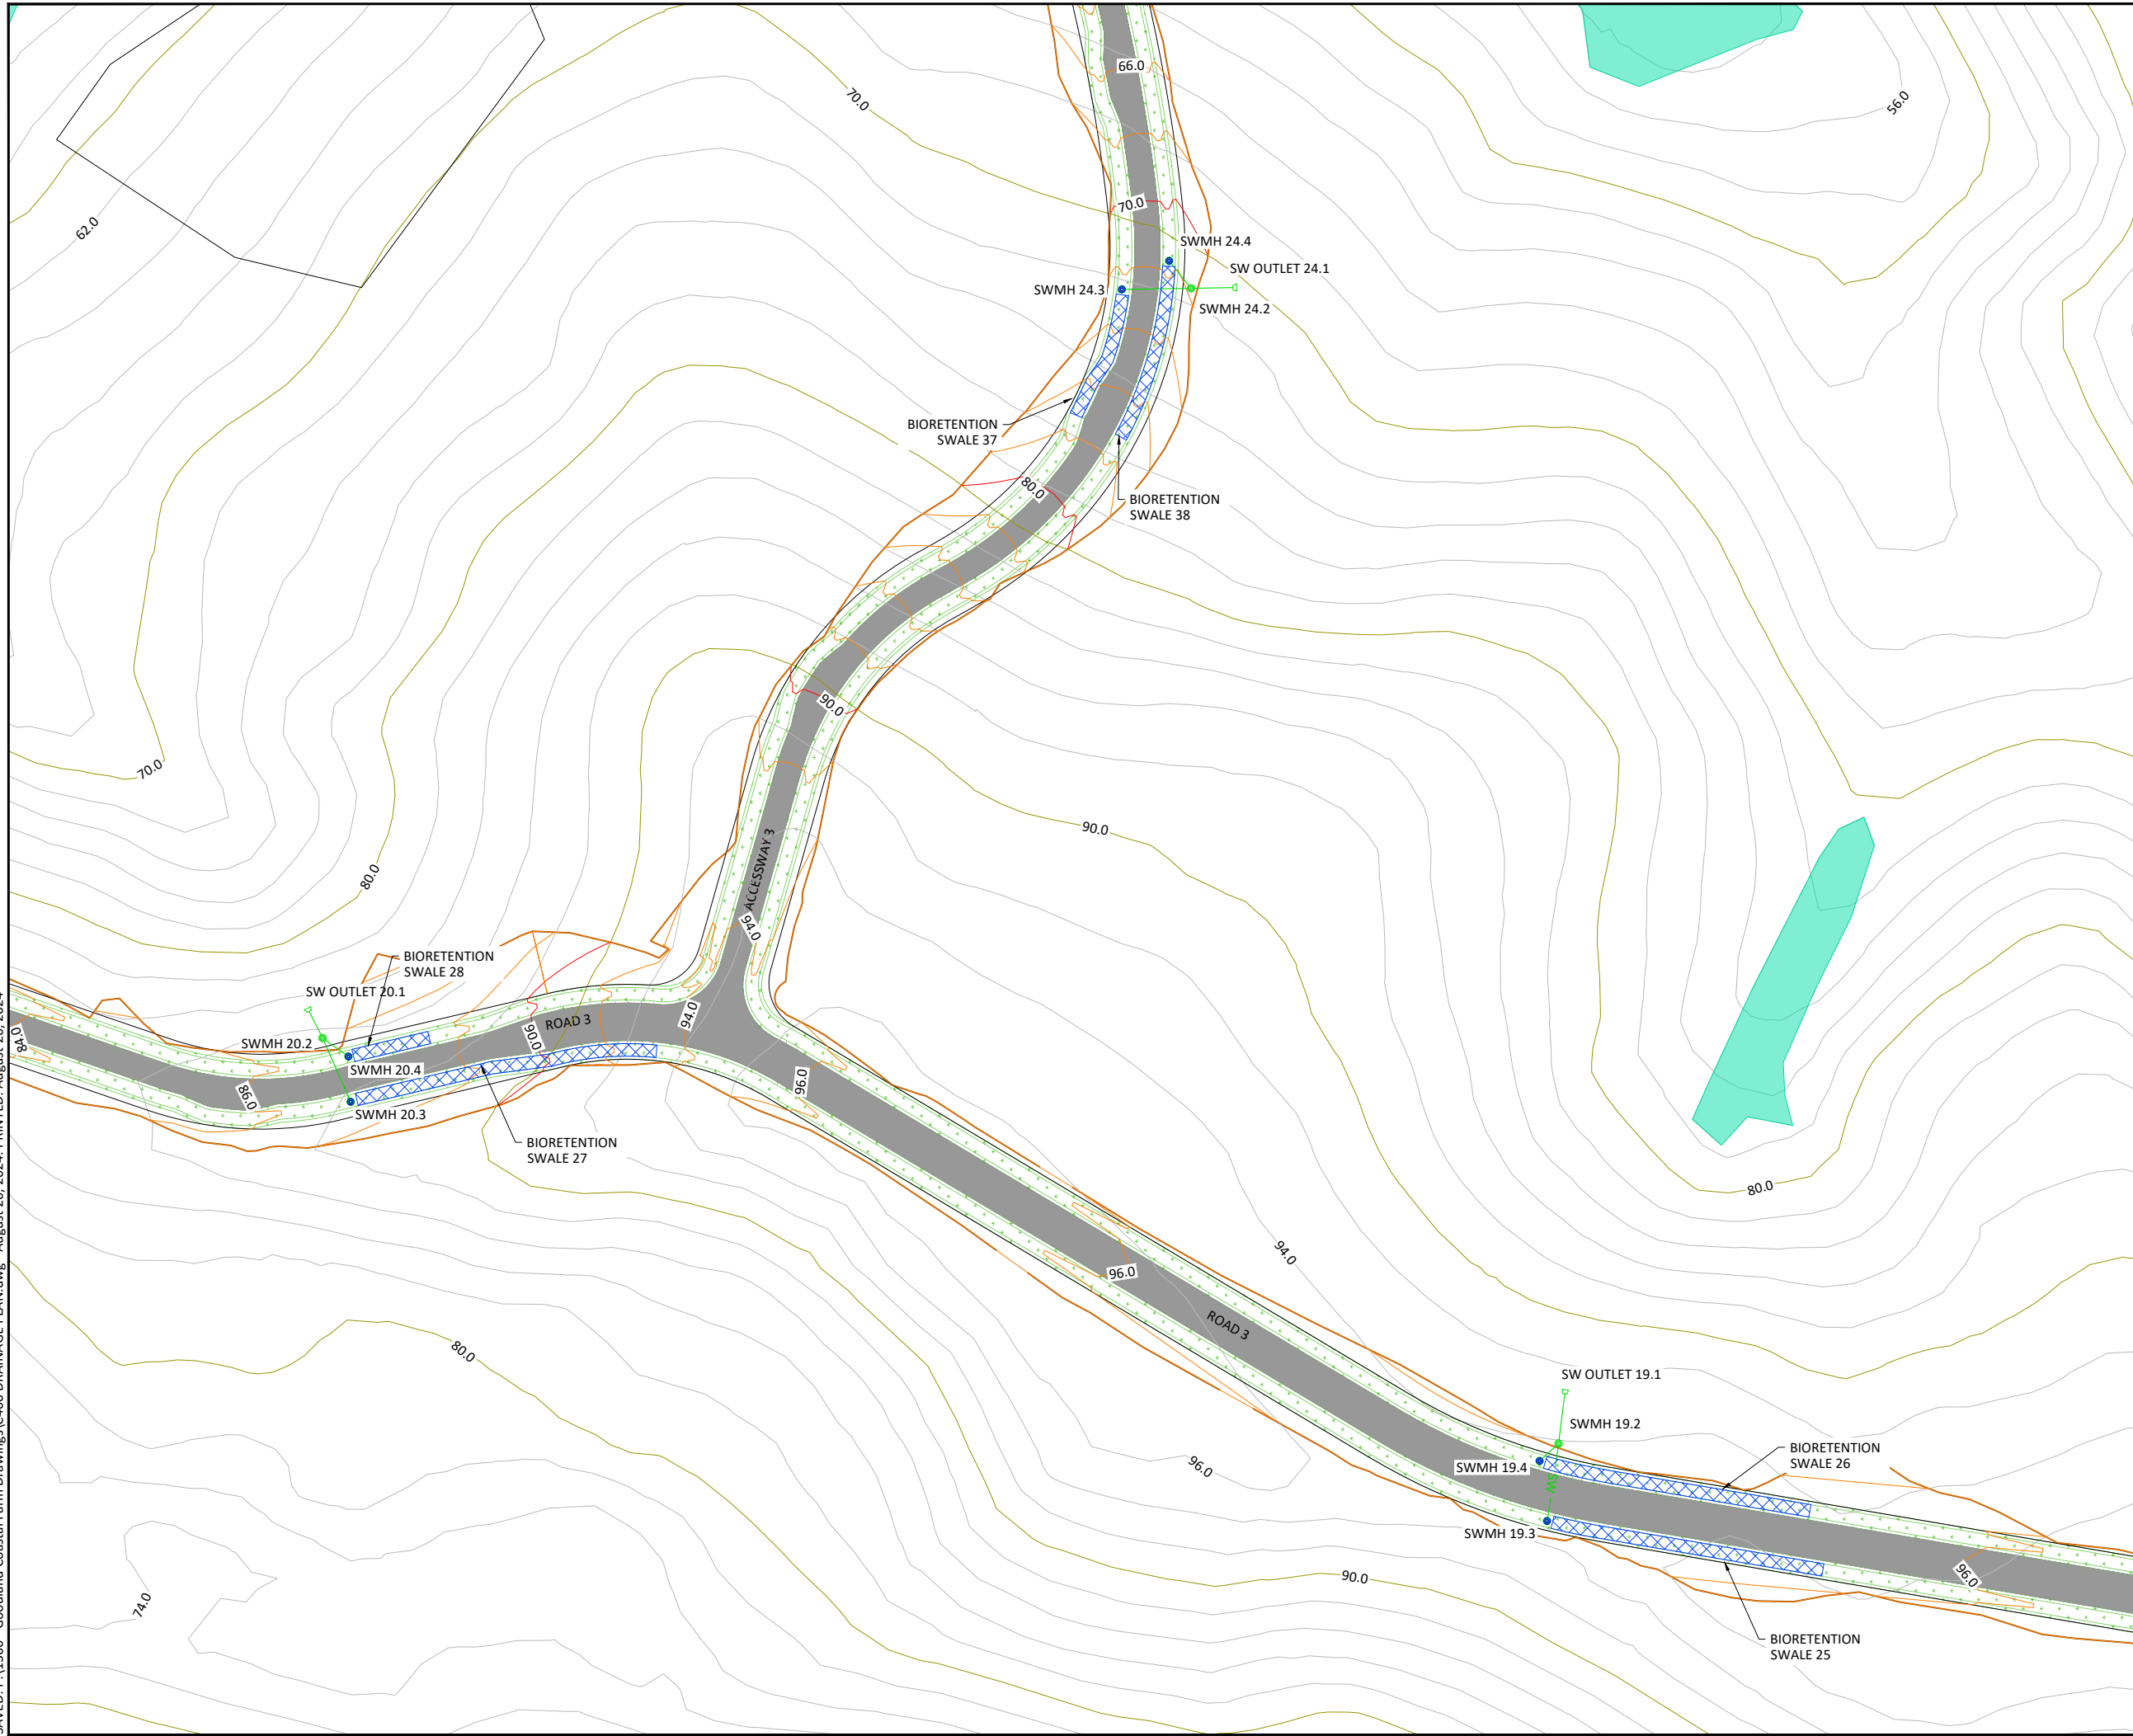 66.0
56.0
70.0
62.0
70.0
SWMH 24.4
SW OUTLET 24.1
SWMH 24.3
SWMH 24.2
BIORETENTION
SWALE 37
80.0
BIORETENTION
SWALE 38
90.0
70.0
90.0
80.0
ACCESSWAY 3
94.0
BIORETENTION
SWALE 28
SW OUTLET 20.1
94.0
ROAD 3
90.0
84.0
SWMH 20.2
SWMH 20.4
96.0
86.0
SWMH 20.3
BIORETENTION
SWALE 27
80.0
94.0
96.0
ROAD 3
80.0
SW OUTLET 19.1
SWMH 19.2
BIORETENTION
SWALE 26
96.0
SWMH 19.4
SW
SWMH 19.3
90.0
96.0
74.0
BIORETENTION
SWALE 25